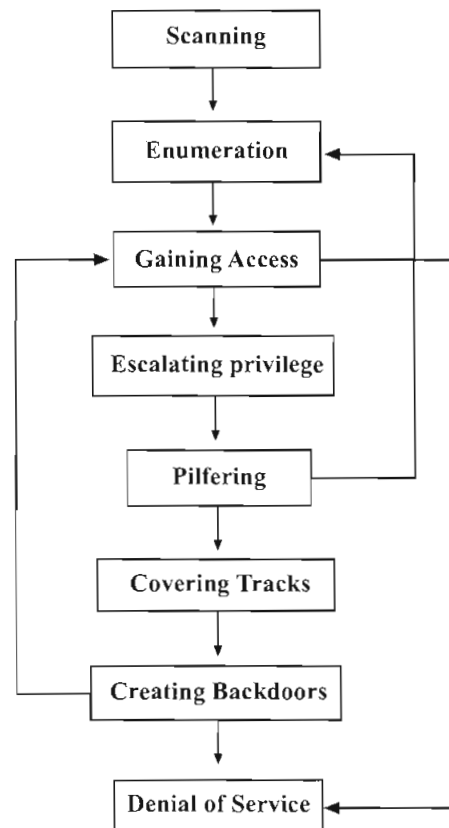 Scanning
Enumeration
Gaining Access
Escalating privilege
Pilfering
Covering Tracks
Creating Backdoors
Denial of Service